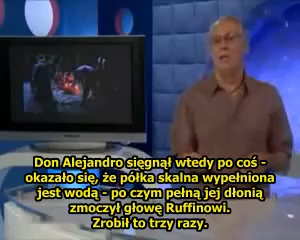 Don Alejandro sięgnął wtedy po coś -
okazało się, że półka skalna wypełniona
jest wodą - po czym pełną jej dłonią
zmoczył głowę Ruffinowi.
Zrobił to trzy razy.